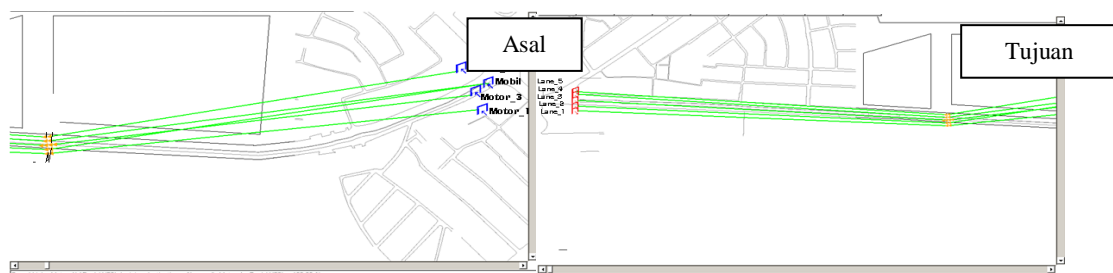 Asal
Mobil
Motor_3
Motor_1
Tujuan
Lane_5
Lane_4
Lane_3
Lane_2
Lane_1